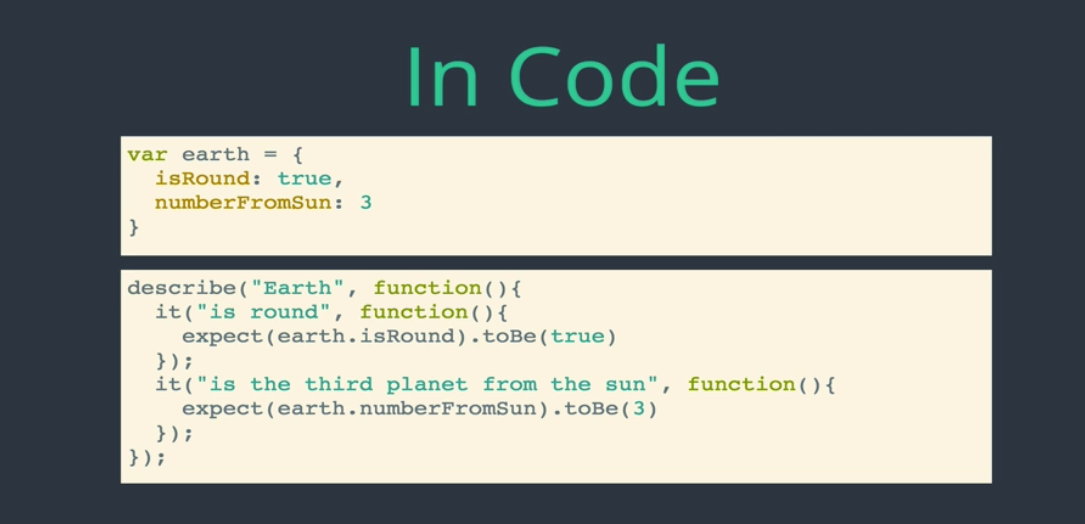 In Code
var earth = {
  isRound: true,
  numberFromSun: 3
}
describe("Earth", function(){
  it("is round", function(){
    expect(earth.isRound).toBe(true)
  });
  it("is the third planet from the sun", function(){
    expect(earth.numberFromSun).toBe(3)
  });
});